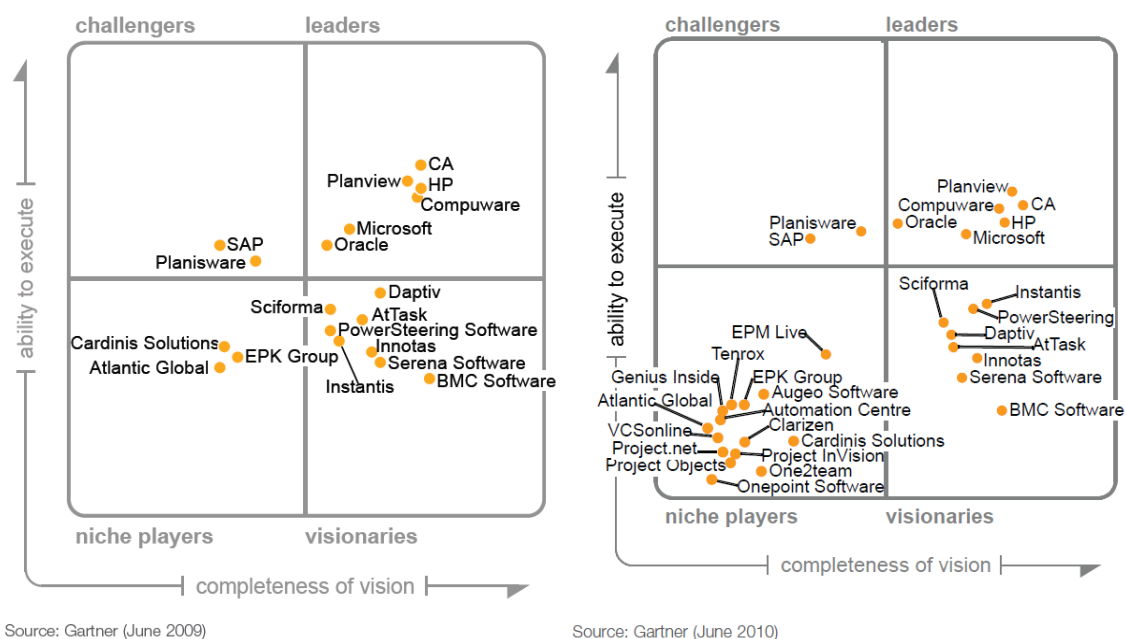 challengers
leaders
CA
Planview
HP
Compuware
Microsoft
Oracle
SAP
Planisware
Daptiv
Sciforma
AtTask
PowerSteering Software
Cardinis Solutions
Innotas
EPK Group
Serena Software
Atlantic Global
BMC Software
Instantis
ability to execute
niche players
visionaries
completeness of vision
Source: Gartner (June 2009)
challengers
leaders
Planview
Compuware
CA
Planisware
Oracle
HP
SAP
Microsoft
Sciforma
Instantis
PowerSteering
EPM Live
Daptiv
AtTask
Tenrox
Innotas
Genius Inside
EPK Group
Serena Software
Augeo Software
Atlantic Global
Automation Centre
BMC Software
Clarizen
VCSonline
Cardinis Solutions
Project.net
Project InVision
Project Objects
One2team
Onepoint Software
ability to execute
niche players
visionaries
completeness of vision
Source: Gartner (June 2010)